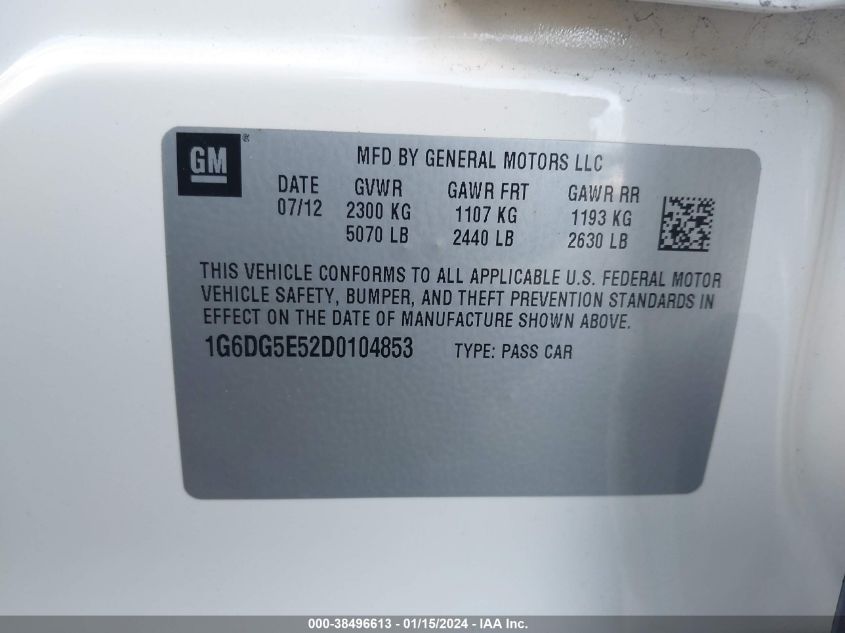 GM ®
MFD BY GENERAL MOTORS LLC
DATE GVWR GAWR FRT GAWR RR
07/12 2300 KG 1107 KG 1193 KG
5070 LB 2440 LB 2630 LB
THIS VEHICLE CONFORMS TO ALL APPLICABLE U.S. FEDERAL MOTOR
VEHICLE SAFETY, BUMPER, AND THEFT PREVENTION STANDARDS IN
EFFECT ON THE DATE OF MANUFACTURE SHOWN ABOVE.
1G6DG5E52D0104853 TYPE: PASS CAR
000-38496613 - 01/15/2024 - IAA Inc.